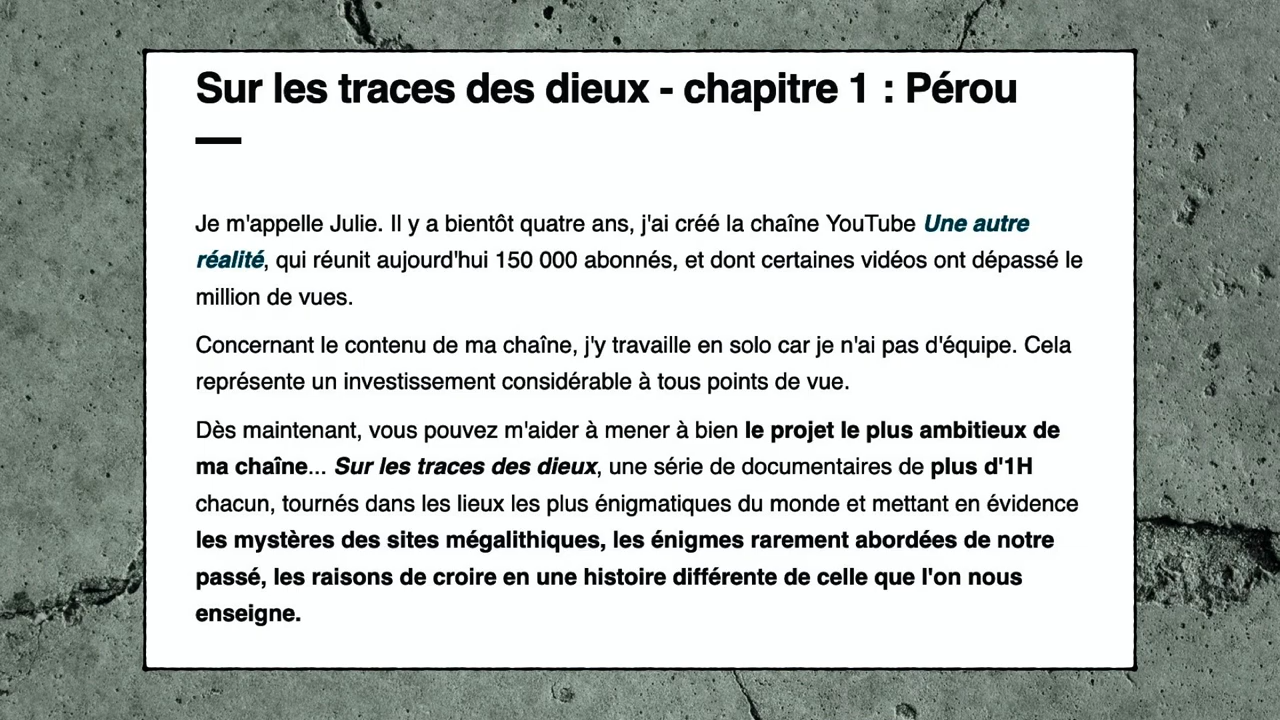 Sur les traces des dieux - chapitre 1 : Pérou
Je m'appelle Julie. Il y a bientôt quatre ans, j'ai créé la chaîne YouTube Une autre
réalité, qui réunit aujourd'hui 150 000 abonnés, et dont certaines vidéos ont dépassé le
million de vues.
Concernant le contenu de ma chaîne, j'y travaille en solo car je n'ai pas d'équipe. Cela
représente un investissement considérable à tous points de vue.
Dès maintenant, vous pouvez m'aider à mener à bien le projet le plus ambitieux de
ma chaîne... Sur les traces des dieux, une série de documentaires de plus d'1H
chacun, tournés dans les lieux les plus énigmatiques du monde et mettant en évidence
les mystères des sites mégalithiques, les énigmes rarement abordées de notre
passé, les raisons de croire en une histoire différente de celle que l'on nous
enseigne.